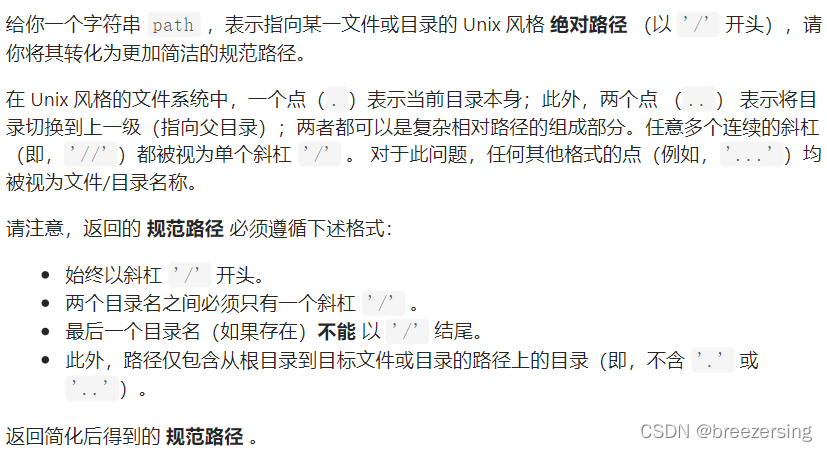 给你一个字符串 path ，表示指向某一文件或目录的 Unix 风格 绝对路径 （以 '/' 开头），请
你将其转化为更加简洁的规范路径。
在 Unix 风格的文件系统中，一个点（.）表示当前目录本身；此外，两个点 （..） 表示将目
录切换到上一级（指向父目录）；两者都可以是复杂相对路径的组成部分。任意多个连续的斜杠
（即，'//'）都被视为单个斜杠 '/' 。 对于此问题，任何其他格式的点（例如，'...'）均
被视为文件/目录名称。
请注意，返回的 规范路径 必须遵循下述格式：
• 始终以斜杠 '/' 开头。
• 两个目录名之间必须只有一个斜杠 '/' 。
• 最后一个目录名（如果存在）不能 以 '/' 结尾。
• 此外，路径仅包含从根目录到目标文件或目录的路径上的目录（即，不含 '.' 或
'..'）。
返回简化后得到的 规范路径 。
CSDN @breezersing